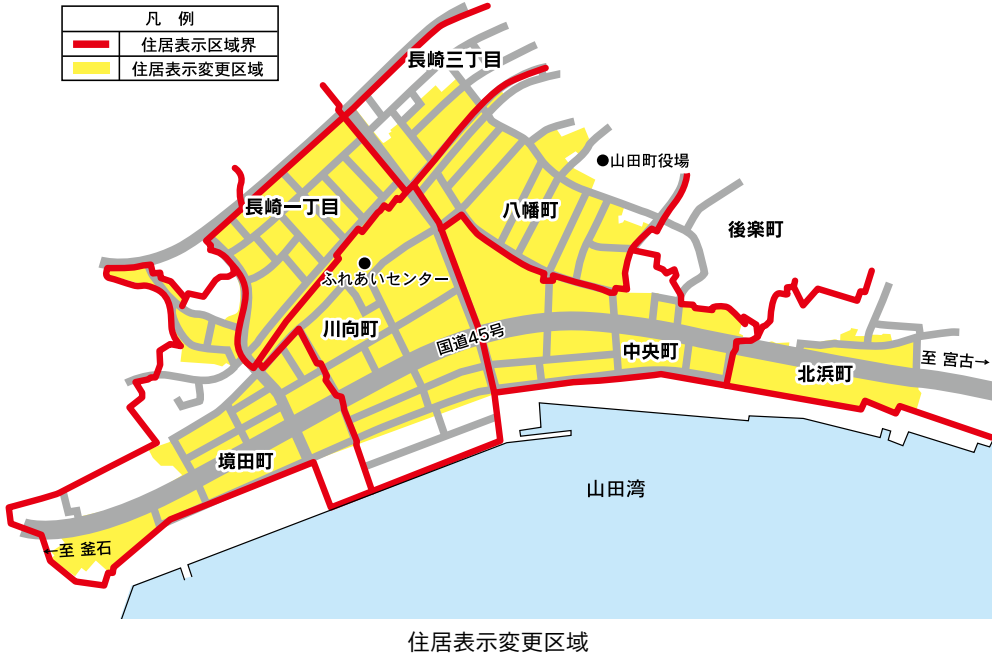 凡 例
住居表示区域界
住居表示変更区域
長崎三丁目
山田町役場
長崎一丁目
八幡町
後楽町
ふれあいセンター
川向町
国道45号
中央町
至 宮古→
北浜町
境田町
山田湾
←至 釜石
住居表示変更区域